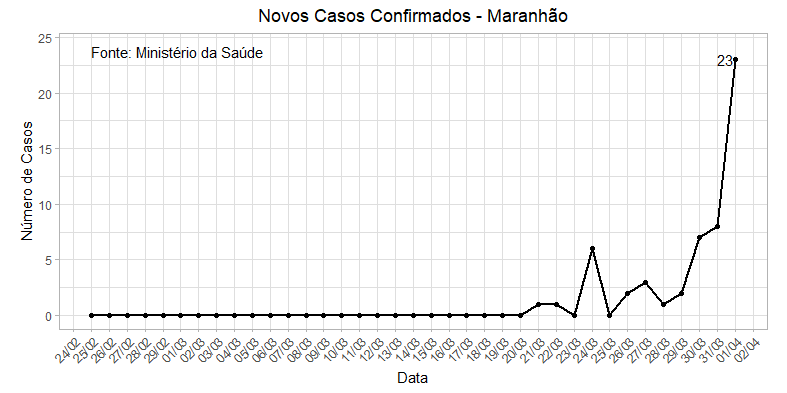 Novos Casos Confirmados - Maranhão
Fonte: Ministério da Saúde
23
25
20
15
10
5
0
Número de Casos
24/02 25/02 26/02 27/02 28/02 29/02 01/03 02/03 03/03 04/03 05/03 06/03 07/03 08/03 09/03 10/03 11/03 12/03 13/03 14/03 15/03 16/03 17/03 18/03 19/03 20/03 21/03 22/03 23/03 24/03 25/03 26/03 27/03 28/03 29/03 30/03 31/03 01/04 02/04
Data